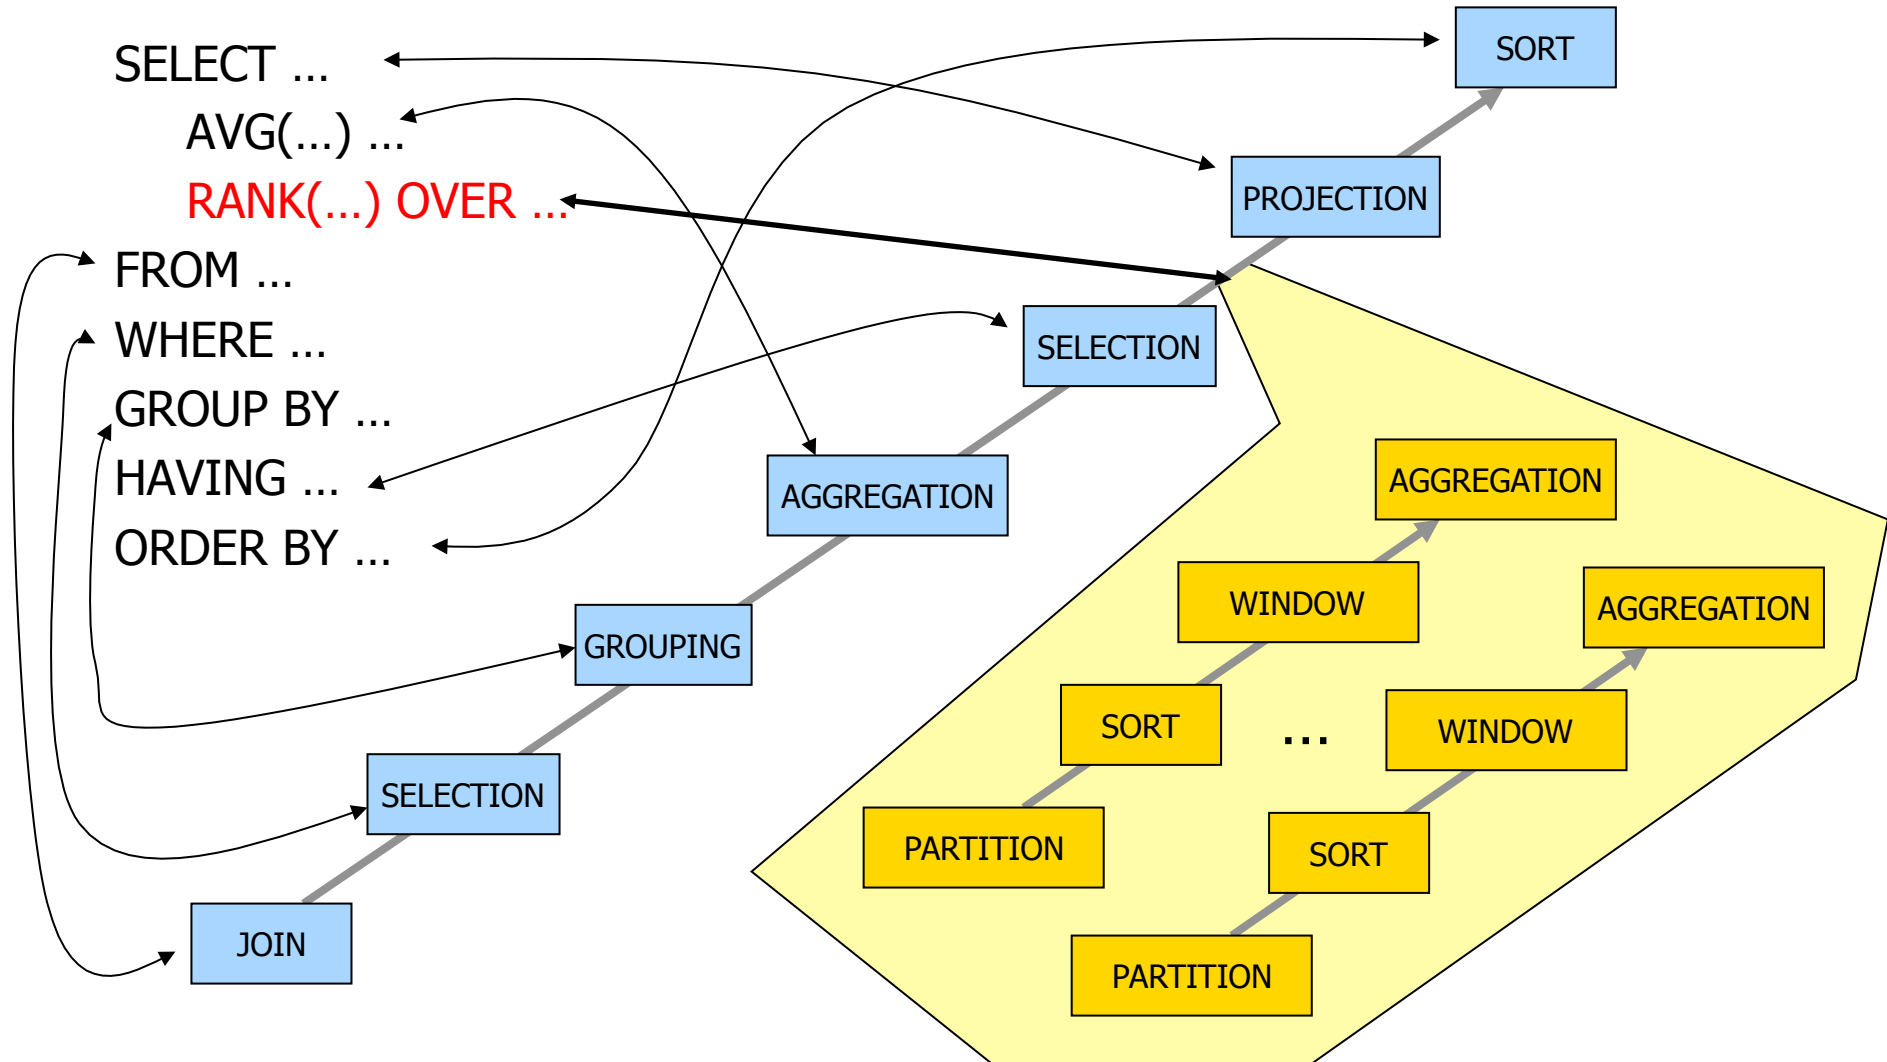 SELECT ...
AVG(...) ...
RANK(...) OVER ...
FROM ...
WHERE ...
GROUP BY ...
HAVING ...
ORDER BY ...
SORT
PROJECTION
SELECTION
AGGREGATION
GROUPING
SELECTION
JOIN
AGGREGATION
WINDOW
SORT
PARTITION
...
AGGREGATION
WINDOW
SORT
PARTITION